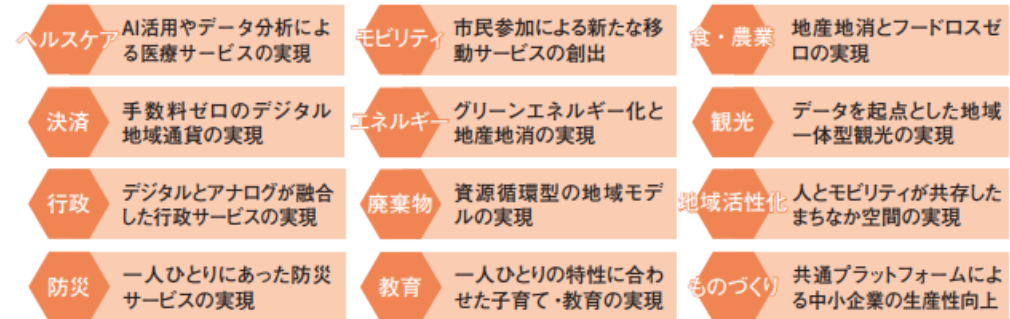 ヘルスケア
AI活用やデータ分析によ
る医療サービスの実現
モビリティ
市民参加による新たな移
動サービスの創出
食・農業
地産地消とフードロスゼ
ロの実現
決済
手数料ゼロのデジタル
地域通貨の実現
エネルギー
グリーンエネルギー化と
地産地消の実現
観光
データを起点とした地域
一体型観光の実現
行政
デジタルとアナログが融合
した行政サービスの実現
廃棄物
資源循環型の地域モデ
ルの実現
地域活性化
人とモビリティが共存した
まちなか空間の実現
防災
一人ひとりにあった防災
サービスの実現
教育
一人ひとりの特性に合わ
せた子育て・教育の実現
ものづくり
共通プラットフォームによ
る中小企業の生産性向上